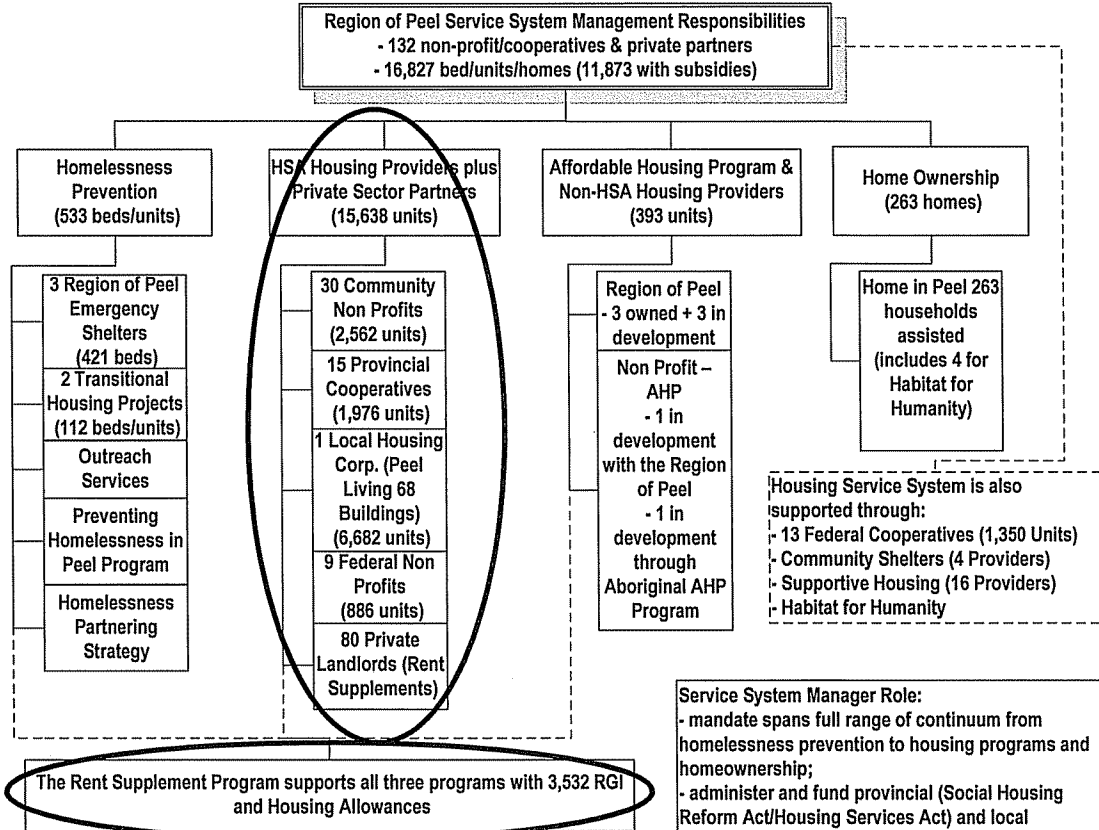 Region of Peel Service System Management Responsibilities
- 132 non-profit/cooperatives & private partners
- 16,827 bed/units/homes (11,873 with subsidies)
Homelessness
Prevention
(533 beds/units)
HSA Housing Providers plus
Private Sector Partners
(15,638 units)
Affordable Housing Program &
Non-HSA Housing Providers
(393 units)
Home Ownership
(263 homes)
3 Region of Peel
Emergency
Shelters
(421 beds)
2 Transitional
Housing Projects
(112 beds/units)
Outreach
Services
Preventing
Homelessness in
Peel Program
Homelessness
Partnering
Strategy
30 Community
Non Profits
(2,562 units)
15 Provincial
Cooperatives
(1,976 units)
1 Local Housing
Corp. (Peel
Living 68
Buildings)
(6,682 units)
9 Federal Non
Profits
(886 units)
80 Private
Landlords (Rent
Supplements)
Region of Peel
- 3 owned + 3 in
development
Non Profit –
AHP
- 1 in
development
with the Region
of Peel
- 1 in
development
through
Aboriginal AHP
Program
Home in Peel 263
households
assisted
(includes 4 for
Habitat for
Humanity)
Housing Service System is also
supported through:
- 13 Federal Cooperatives (1,350 Units)
- Community Shelters (4 Providers)
- Supportive Housing (16 Providers)
- Habitat for Humanity
The Rent Supplement Program supports all three programs with 3,532 RGI
and Housing Allowances
Service System Manager Role:
- mandate spans full range of continuum from
homelessness prevention to housing programs and
homeownership;
- administer and fund provincial (Social Housing
Reform Act/Housing Services Act) and local